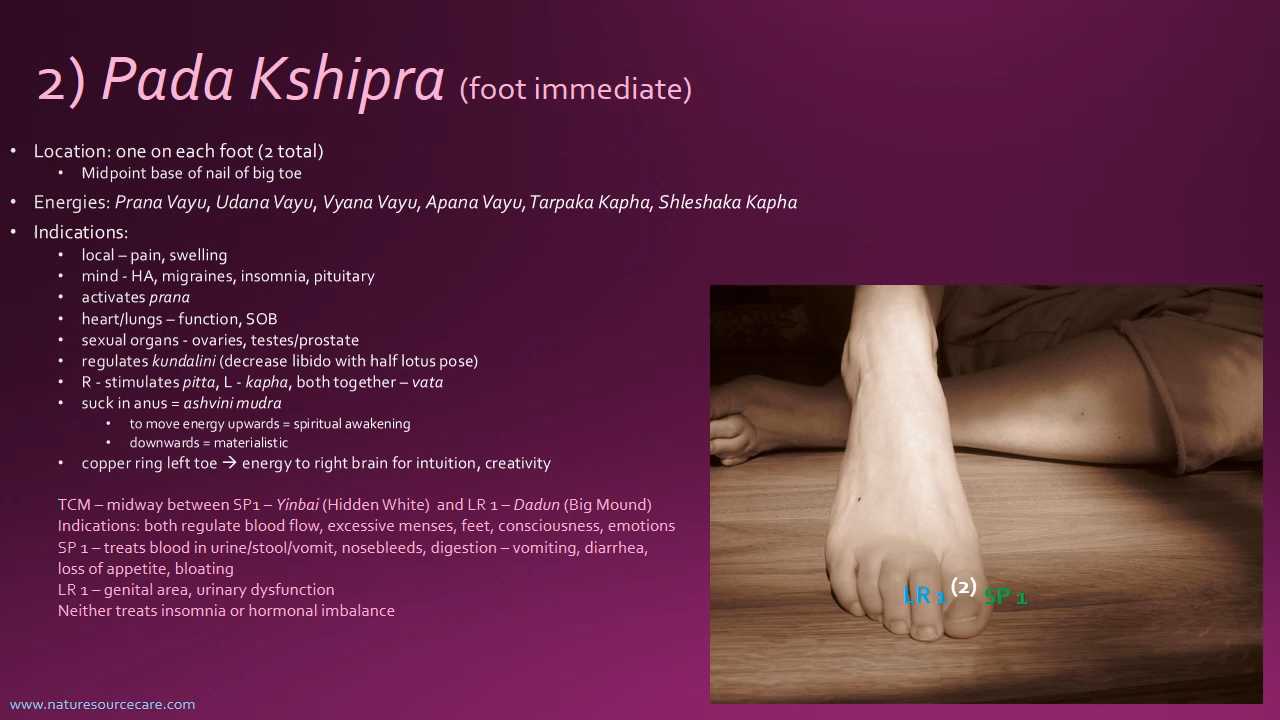 2) Pada Kshipra (foot immediate)
• Location: one on each foot (2 total)
• Midpoint base of nail of big toe
• Energies: Prana Vayu, Udana Vayu, Vyana Vayu, Apana Vayu, Tarpaka Kapha, Shleshaka Kapha
• Indications:
• local – pain, swelling
• mind - HA, migraines, insomnia, pituitary
• activates prana
• heart/lungs – function, SOB
• sexual organs - ovaries, testes/prostate
• regulates kundalini (decrease libido with half lotus pose)
• R - stimulates pitta, L - kapha, both together – vata
• suck in anus = ashvini mudra
• to move energy upwards = spiritual awakening
• downwards = materialistic
• copper ring left toe → energy to right brain for intuition, creativity
TCM – midway between SP1 – Yinbai (Hidden White) and LR 1 – Dadun (Big Mound)
Indications: both regulate blood flow, excessive menses, feet, consciousness, emotions
SP 1 – treats blood in urine/stool/vomit, nosebleeds, digestion – vomiting, diarrhea,
loss of appetite, bloating
LR 1 – genital area, urinary dysfunction
Neither treats insomnia or hormonal imbalance
LR 1 (2) SP 1
www.naturesourcecare.com